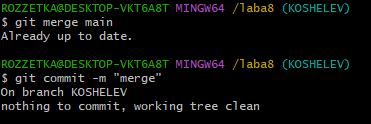 ROZZETKA@DESKTOP-VKT6A8T MINGW64 /laba8 (KOSHELEV)
$ git merge main
Already up to date.
ROZZETKA@DESKTOP-VKT6A8T MINGW64 /laba8 (KOSHELEV)
$ git commit -m "merge"
On branch KOSHELEV
nothing to commit, working tree clean